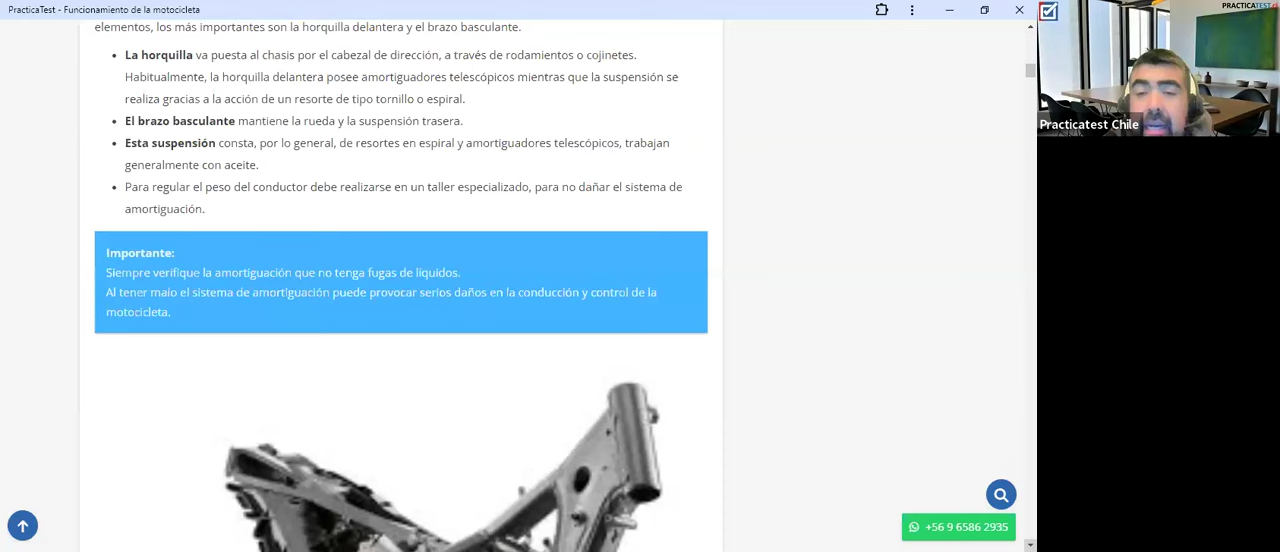 PracticaTest - Funcionamiento de la motocicleta
elementos, los más importantes son la horquilla delantera y el brazo basculante.
• La horquilla va puesta al chasis por el cabezal de dirección, a través de rodamientos o cojinetes.
Habitualmente, la horquilla delantera posee amortiguadores telescópicos mientras que la suspensión se
realiza gracias a la acción de un resorte de tipo tornillo o espiral.
• El brazo basculante mantiene la rueda y la suspensión trasera.
• Esta suspensión consta, por lo general, de resortes en espiral y amortiguadores telescópicos, trabajan
generalmente con aceite.
• Para regular el peso del conductor debe realizarse en un taller especializado, para no dañar el sistema de
amortiguación.
Importante:
Siempre verifique la amortiguación que no tenga fugas de líquidos.
Al tener malo el sistema de amortiguación puede provocar serios daños en la conducción y control de la
motocicleta.
+56 9 6586 2935
PRACTICATEST
Practicatest Chile